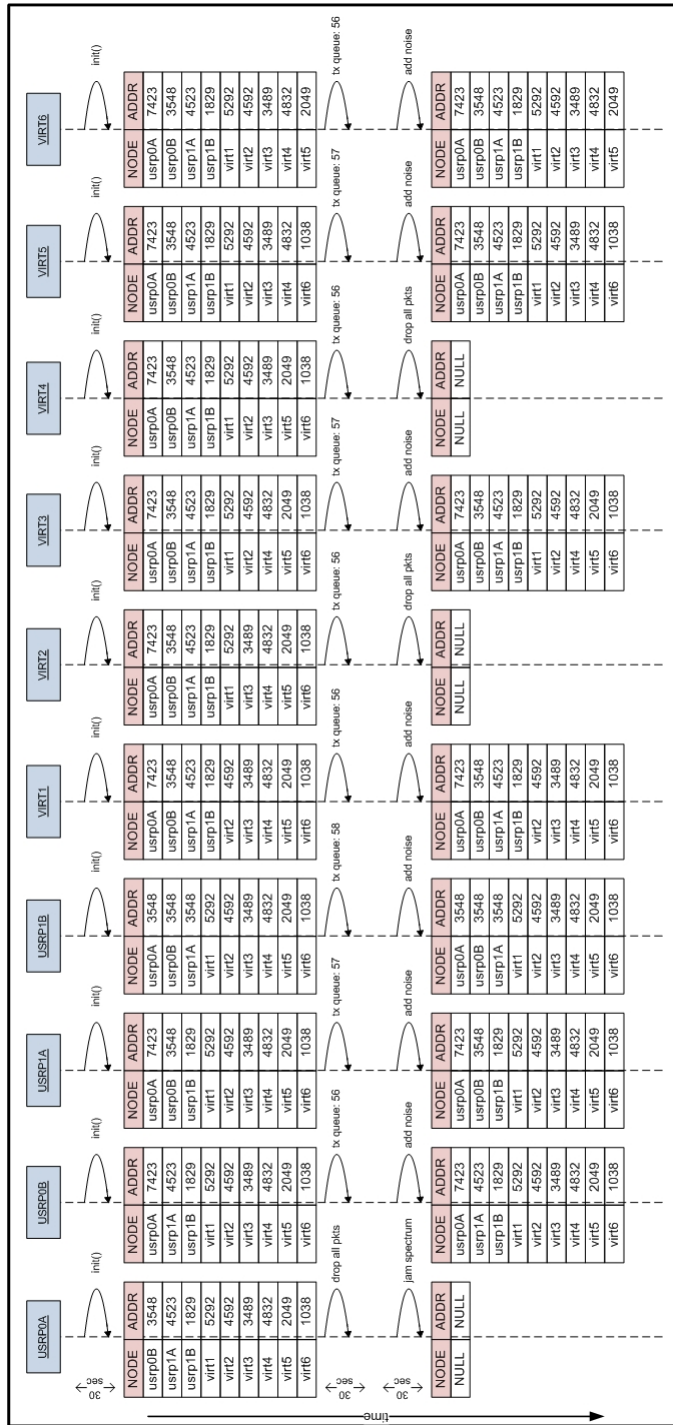 USRP0A USRP0B USRP1A USRP1B VIRT1 VIRT2 VIRT3 VIRT4 VIRT5 VIRT6
30 sec init() init() init() init() init() init() init() init() init() init()
NODE ADDR NODE ADDR NODE ADDR NODE ADDR NODE ADDR NODE ADDR NODE ADDR NODE ADDR NODE ADDR NODE ADDR
usrp0B 3548 usrp0A 7423 usrp0A 7423 usrp0A 3548 usrp0A 7423 usrp0A 7423 usrp0A 7423 usrp0A 7423 usrp0A 7423 usrp0A 7423
usrp1A 4523 usrp1A 4523 usrp0B 3548 usrp0B 3548 usrp0B 3548 usrp0B 3548 usrp0B 3548 usrp0B 3548 usrp0B 3548 usrp0B 3548
usrp1B 1829 usrp1B 1829 usrp1B 1829 usrp1A 3548 usrp1A 4523 usrp1A 4523 usrp1A 4523 usrp1A 4523 usrp1A 4523 usrp1A 4523
virt1 5292 virt1 5292 virt1 5292 virt1 5292 usrp1B 1829 usrp1B 1829 usrp1B 1829 usrp1B 1829 usrp1B 1829 usrp1B 1829
virt2 4592 virt2 4592 virt2 4592 virt2 4592 virt2 4592 virt1 5292 virt1 5292 virt1 5292 virt1 5292 virt1 5292
virt3 3489 virt3 3489 virt3 3489 virt3 3489 virt3 3489 virt3 3489 virt2 4592 virt2 4592 virt2 4592 virt2 4592
virt4 4832 virt4 4832 virt4 4832 virt4 4832 virt4 4832 virt4 4832 virt4 4832 virt3 3489 virt3 3489 virt3 3489
virt5 2049 virt5 2049 virt5 2049 virt5 2049 virt5 2049 virt5 2049 virt5 2049 virt5 2049 virt4 4832 virt4 4832
virt6 1038 virt6 1038 virt6 1038 virt6 1038 virt6 1038 virt6 1038 virt6 1038 virt6 1038 virt6 1038 virt5 2049
30 sec drop all pkts tx queue: 56 tx queue: 57 tx queue: 58 tx queue: 56 tx queue: 56 tx queue: 57 tx queue: 56 tx queue: 57 tx queue: 56
30 sec jam spectrum add noise add noise add noise add noise drop all pkts add noise drop all pkts add noise add noise
NODE ADDR NODE ADDR NODE ADDR NODE ADDR NODE ADDR NODE ADDR NODE ADDR NODE ADDR NODE ADDR NODE ADDR
NULL NULL usrp0A 7423 usrp0A 7423 usrp0A 3548 usrp0A 7423 NULL NULL usrp0A 7423 NULL NULL usrp0A 7423 usrp0A 7423
usrp1A 4523 usrp0B 3548 usrp0B 3548 usrp0B 3548 usrp0B 3548 usrp0B 3548 usrp0B 3548
usrp1B 1829 usrp1B 1829 usrp1A 3548 usrp1A 4523 usrp1A 4523 usrp1A 4523 usrp1A 4523
virt1 5292 virt1 5292 virt1 5292 usrp1B 1829 usrp1B 1829 usrp1B 1829 usrp1B 1829
virt2 4592 virt2 4592 virt2 4592 virt2 4592 virt1 5292 virt1 5292 virt1 5292
virt3 3489 virt3 3489 virt3 3489 virt3 3489 virt2 4592 virt2 4592 virt2 4592
virt4 4832 virt4 4832 virt4 4832 virt4 4832 virt4 4832 virt3 3489 virt3 3489
virt5 2049 virt5 2049 virt5 2049 virt5 2049 virt5 2049 virt4 4832 virt4 4832
virt6 1038 virt6 1038 virt6 1038 virt6 1038 virt6 1038 virt6 1038 virt5 2049
time